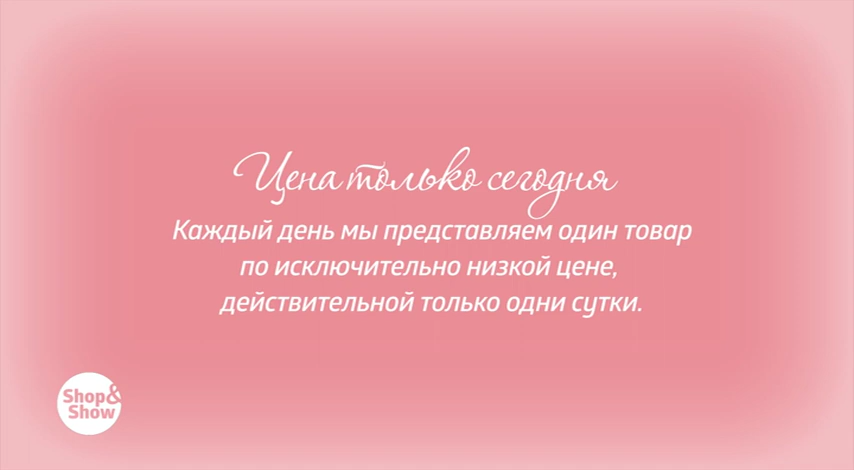 Цена только сегодня
Каждый день мы представляем один товар
по исключительно низкой цене,
действительной только одни сутки.
Shop&
Show